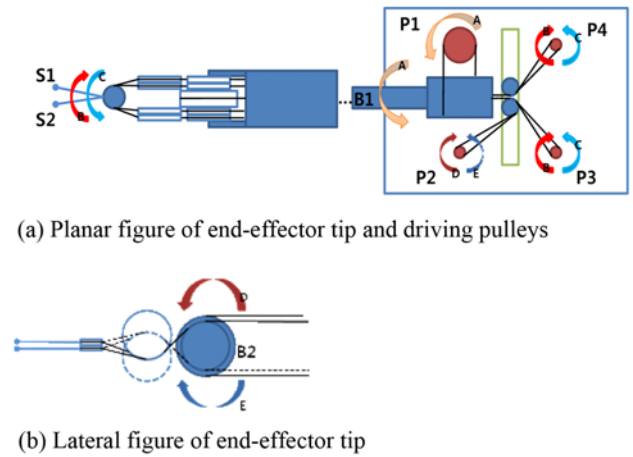 P1
A
P4
B
C
S1
C
A
S2
B
B1
P2
D
E
B
C
P3
(a) Planar figure of end-effector tip and driving pulleys
D
B2
E
(b) Lateral figure of end-effector tip